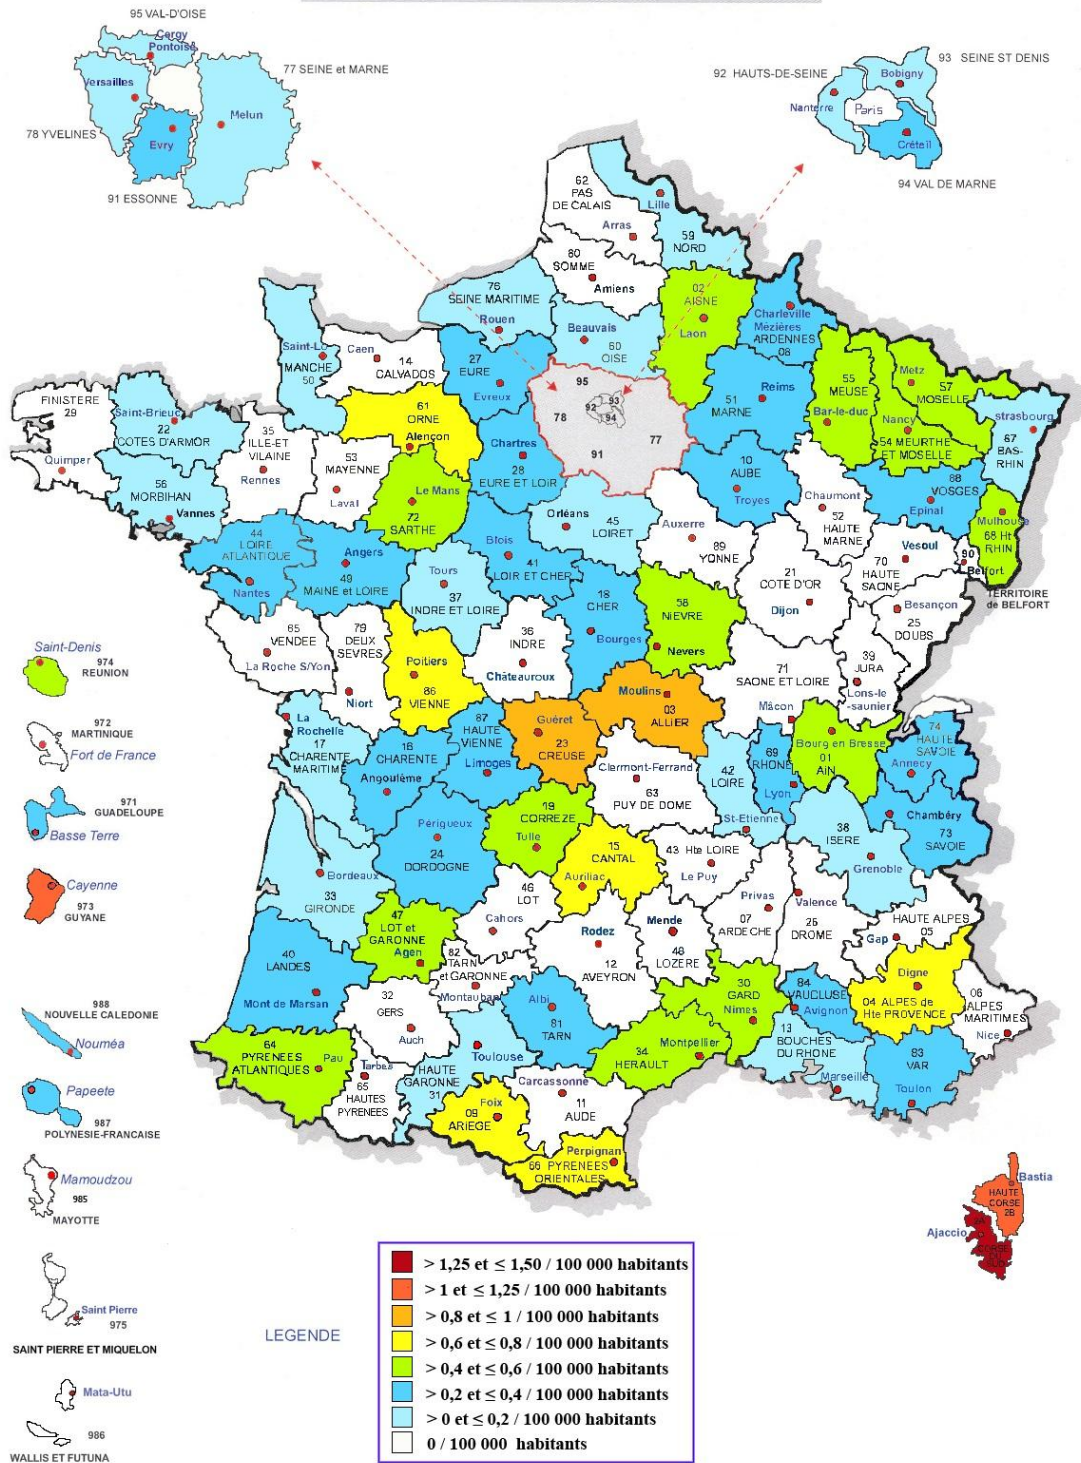 95 VAL-D'OISE
Cergy
Pontoise
77 SEINE et MARNE
Versailles
Melun
78 YVELINES
Evry
91 ESSONNE
93 SEINE ST DENIS
92 HAUTS-DE-SEINE
Bobigny
Nanterre
Paris
Créteil
94 VAL DE MARNE
62
PAS
DE CALAIS
Lille
Arras
59
NORD
80
SOMME
Amiens
76
SEINE MARITIME
Rouen
02
AISNE
Laon
Beauvais
60
OISE
Charleville
Mézières
ARDENNES
08
Saint-Lo
MANCHE
50
Caen
14
CALVADOS
27
EURE
Evreux
95
78
92
93
94
77
91
51
MARNE
Reims
55
MEUSE
Bar-le-duc
Metz
57
MOSELLE
Nancy
54 MEURTHE
ET MOSELLE
strasbourg
67
BAS-
RHIN
FINISTERE
29
Quimper
Saint-Brieuc
22
COTES D'ARMOR
35
ILLE-ET
VILAINE
Rennes
56
MORBIHAN
Vannes
61
ORNE
Alençon
53
MAYENNE
Laval
Le Mans
72
SARTHE
Chartres
28
EURE ET LOIR
Orléans
45
LOIRET
10
AUBE
Troyes
Chaumont
52
HAUTE
MARNE
88
VOSGES
Epinal
Mulhouse
68 Ht
RHIN
Auxerre
89
YONNE
Vesoul
70
HAUTE
SAONE
90
Belfort
TERRITOIRE
de BELFORT
44
LOIRE
ATLANTIQUE
Nantes
Angers
49
MAINE et LOIRE
Blois
41
LOIR ET CHER
Tours
37
INDRE ET LOIRE
18
CHER
Bourges
58
NIEVRE
Nevers
21
COTE D'OR
Dijon
Besançon
25
DOUBS
65
VENDEE
La Roche S/Yon
79
DEUX
SEVRES
Niort
Poitiers
86
VIENNE
36
INDRE
Châteauroux
Moulins
03
ALLIER
71
SAONE ET LOIRE
Mâcon
39
JURA
Lons-le
-saunier
La
Rochelle
17
CHARENTE
MARITIME
16
CHARENTE
Angoulême
87
HAUTE
VIENNE
Limoges
Guéret
23
CREUSE
Clermont-Ferrand
63
PUY DE DOME
42
LOIRE
St-Etienne
69
RHONE
Lyon
Bourg en Bresse
01
AIN
74
HAUTE
SAVOIE
Annecy
Chambéry
73
SAVOIE
Périgueux
24
DORDOGNE
19
CORREZE
Tulle
15
CANTAL
Auriliac
43 Hte LOIRE
Le Puy
38
ISERE
Grenoble
Bordeaux
33
GIRONDE
47
LOT et
GARONNE
Agen
46
LOT
Cahors
Rodez
12
AVEYRON
Mende
48
LOZERE
Privas
07
ARDECHE
Valence
26
DROME
HAUTE ALPES
05
Gap
40
LANDES
Mont de Marsan
82
TARN
et GARONNE
Montauban
32
GERS
Auch
Albi
81
TARN
30
GARD
Nimes
84
VAUCLUSE
Avignon
Digne
04 ALPES de
Hte PROVENCE
06
ALPES
MARITIMES
Nice
64
PYRENEES
ATLANTIQUES
Pau
Tarbes
65
HAUTES
PYRENEES
Toulouse
HAUTE
GARONNE
31
34
HERAULT
Montpellier
13
BOUCHES
DU RHONE
Marseille
83
VAR
Toulon
09
ARIEGE
Foix
Carcassonne
11
AUDE
Perpignan
66 PYRENEES
ORIENTALES
Bastia
HAUTE
CORSE
2B
Ajaccio
2A
CORSE
DU
SUD
Saint-Denis
974
REUNION
972
MARTINIQUE
Fort de France
971
GUADELOUPE
Basse Terre
Cayenne
973
GUYANE
988
NOUVELLE CALEDONIE
Nouméa
Papeete
987
POLYNESIE-FRANCAISE
Mamoudzou
985
MAYOTTE
Saint Pierre
975
SAINT PIERRE ET MIQUELON
Mata-Utu
986
WALLIS ET FUTUNA
LEGENDE
> 1,25 et ≤ 1,50 / 100 000 habitants
> 1 et ≤ 1,25 / 100 000 habitants
> 0,8 et ≤ 1 / 100 000 habitants
> 0,6 et ≤ 0,8 / 100 000 habitants
> 0,4 et ≤ 0,6 / 100 000 habitants
> 0,2 et ≤ 0,4 / 100 000 habitants
> 0 et ≤ 0,2 / 100 000 habitants
0 / 100 000 habitants